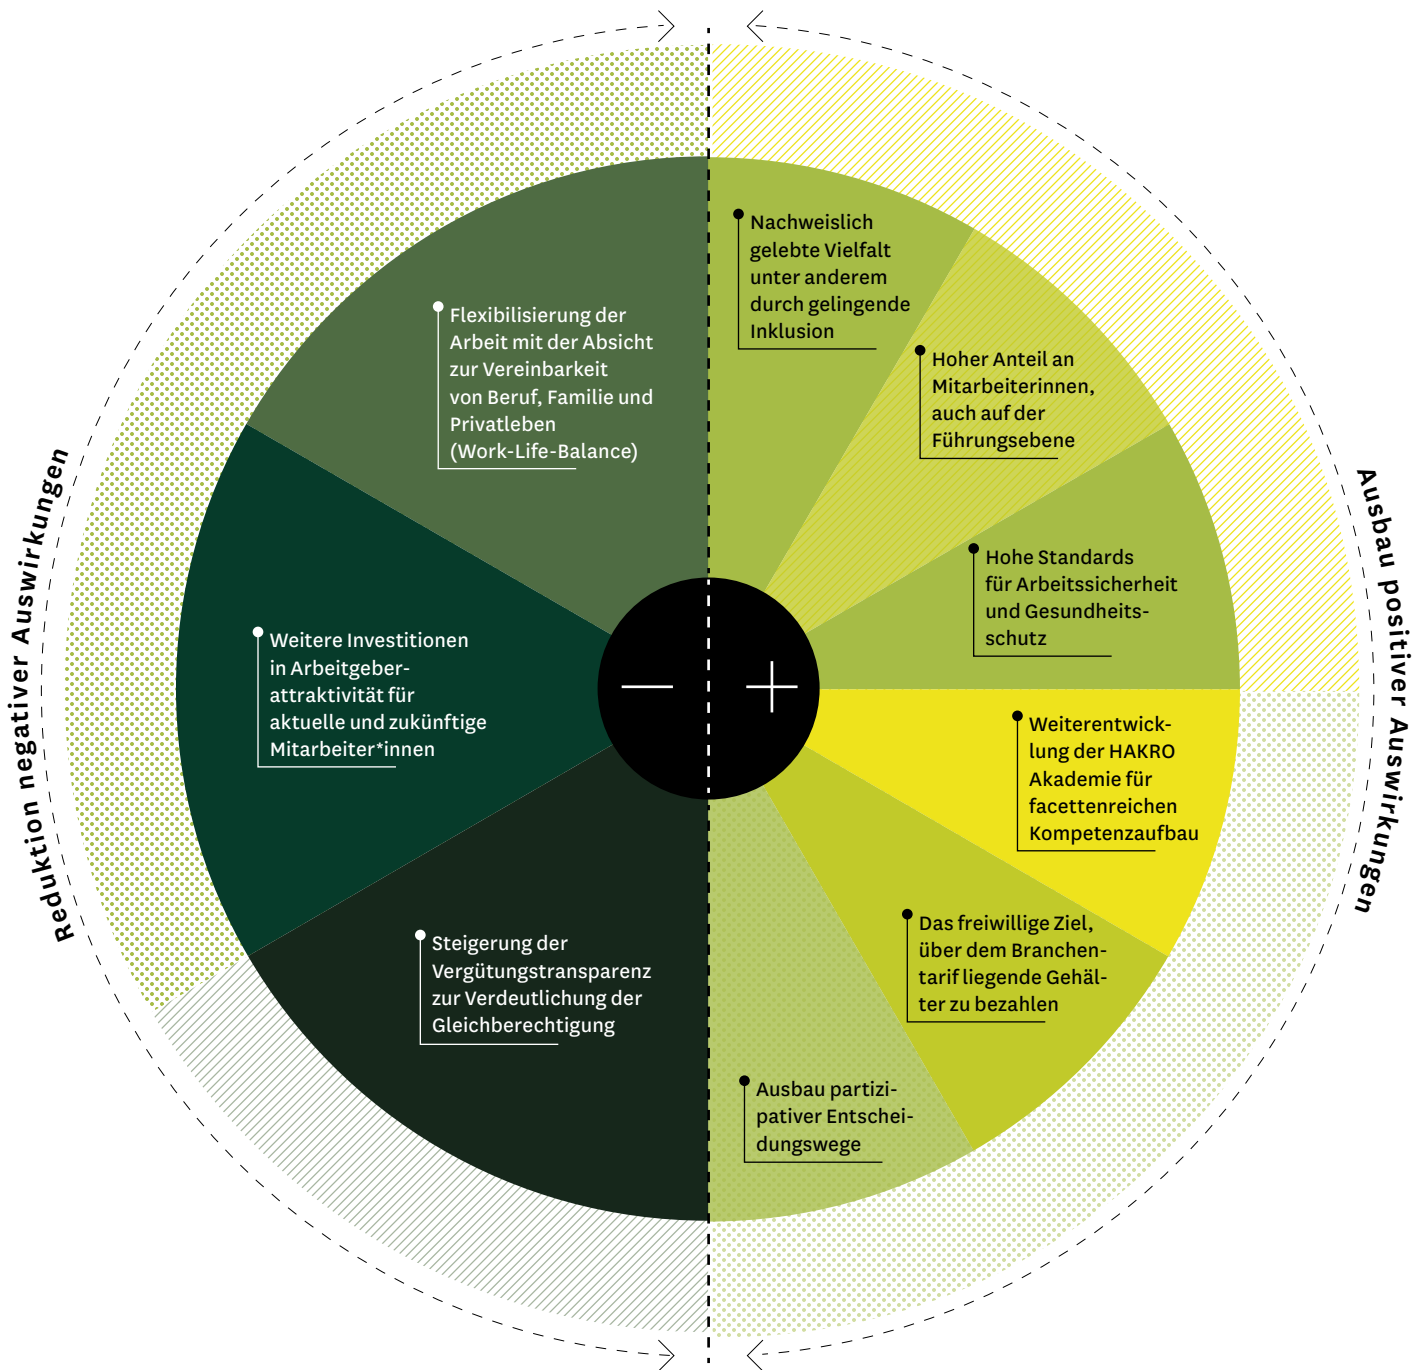 Reduktion negativer Auswirkungen
Flexibilisierung der
Arbeit mit der Absicht
zur Vereinbarkeit
von Beruf, Familie und
Privatleben
(Work-Life-Balance)
Weitere Investitionen
in Arbeitgeber-
attraktivität für
aktuelle und zukünftige
Mitarbeiter*innen
Steigerung der
Vergütungstransparenz
zur Verdeutlichung der
Gleichberechtigung
Ausbau positiver Auswirkungen
Nachweislich
gelebte Vielfalt
unter anderem
durch gelingende
Inklusion
Hoher Anteil an
Mitarbeiterinnen,
auch auf der
Führungsebene
Hohe Standards
für Arbeitssicherheit
und Gesundheits-
schutz
Weiterentwick-
lung der HAKRO
Akademie für
facettenreichen
Kompetenzaufbau
Das freiwillige Ziel,
über dem Branchen-
tarif liegende Gehäl-
ter zu bezahlen
Ausbau partizi-
pativer Entschei-
dungswege